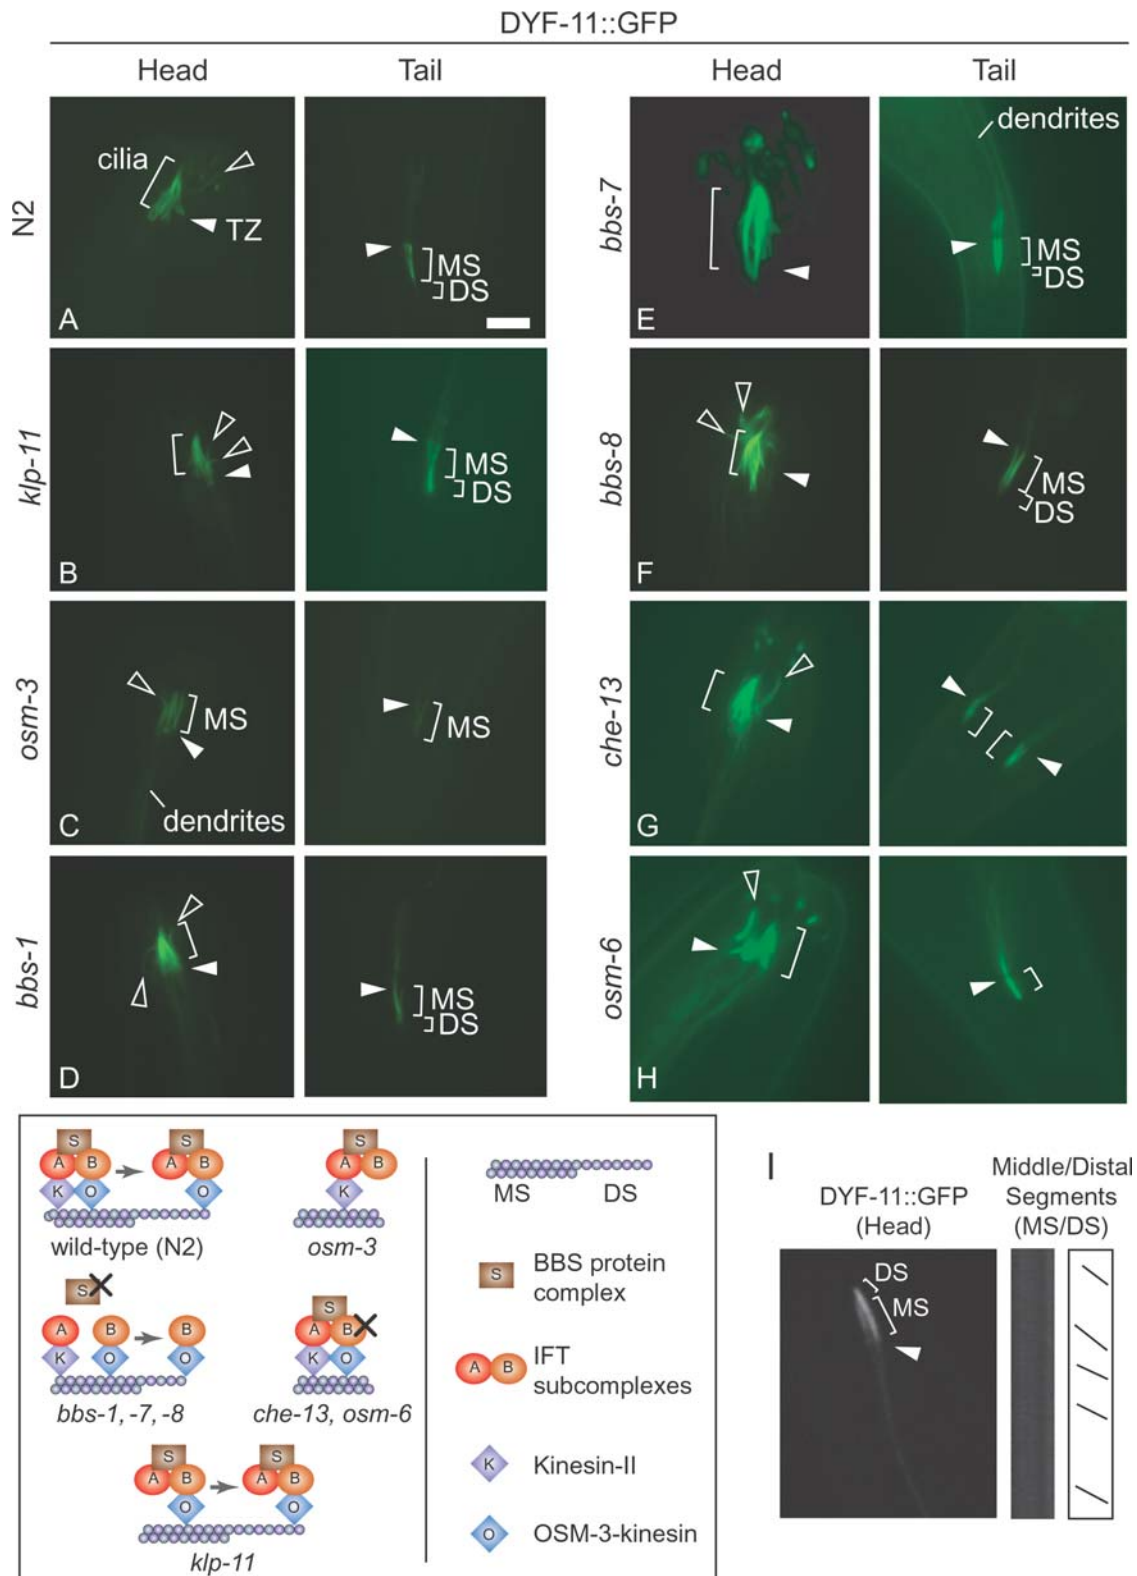 DYF-11::GFP
Head Tail Head Tail
N2
cilia
TZ
MS
DS
A
bbs-7
dendrites
MS
DS
E
klp-11
MS
DS
B
bbs-8
MS
DS
F
osm-3
MS
dendrites
C
MS
che-13
G
bbs-1
D
MS
DS
osm-6
H
S S
A B A B
K O O
wild-type (N2)
S
A B
K
osm-3
S
A B B
K O O
bbs-1, -7, -8
S
A B
K O
che-13, osm-6
S S
A B A B
O O
klp-11
MS DS
S
BBS protein
complex
A B
IFT
subcomplexes
K
Kinesin-II
O
OSM-3-kinesin
I
DYF-11::GFP
(Head)
Middle/Distal
Segments
(MS/DS)
DS
MS